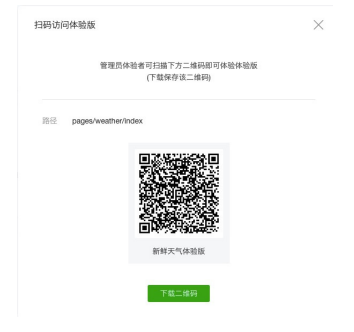 扫码访问体验版
管理员体验者可扫描下方二维码即可体验体验版
(下载保存该二维码)
路径 pages/weather/index
新鲜天气体验版
下载二维码